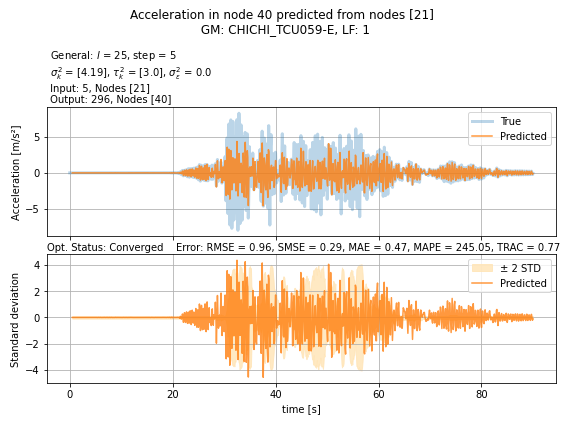 Acceleration in node 40 predicted from nodes [21]
GM: CHICHI_TCU059-E, LF: 1
General: l = 25, step = 5
σ²ₖ = [4.19], τ²ₖ = [3.0], σ²ε = 0.0
Input: 5, Nodes [21]
Output: 296, Nodes [40]
Acceleration [m/s²]
5
0
−5
True
Predicted
Opt. Status: Converged Error: RMSE = 0.96, SMSE = 0.29, MAE = 0.47, MAPE = 245.05, TRAC = 0.77
Standard deviation
4
2
0
−2
−4
± 2 STD
Predicted
0 20 40 60 80
time [s]